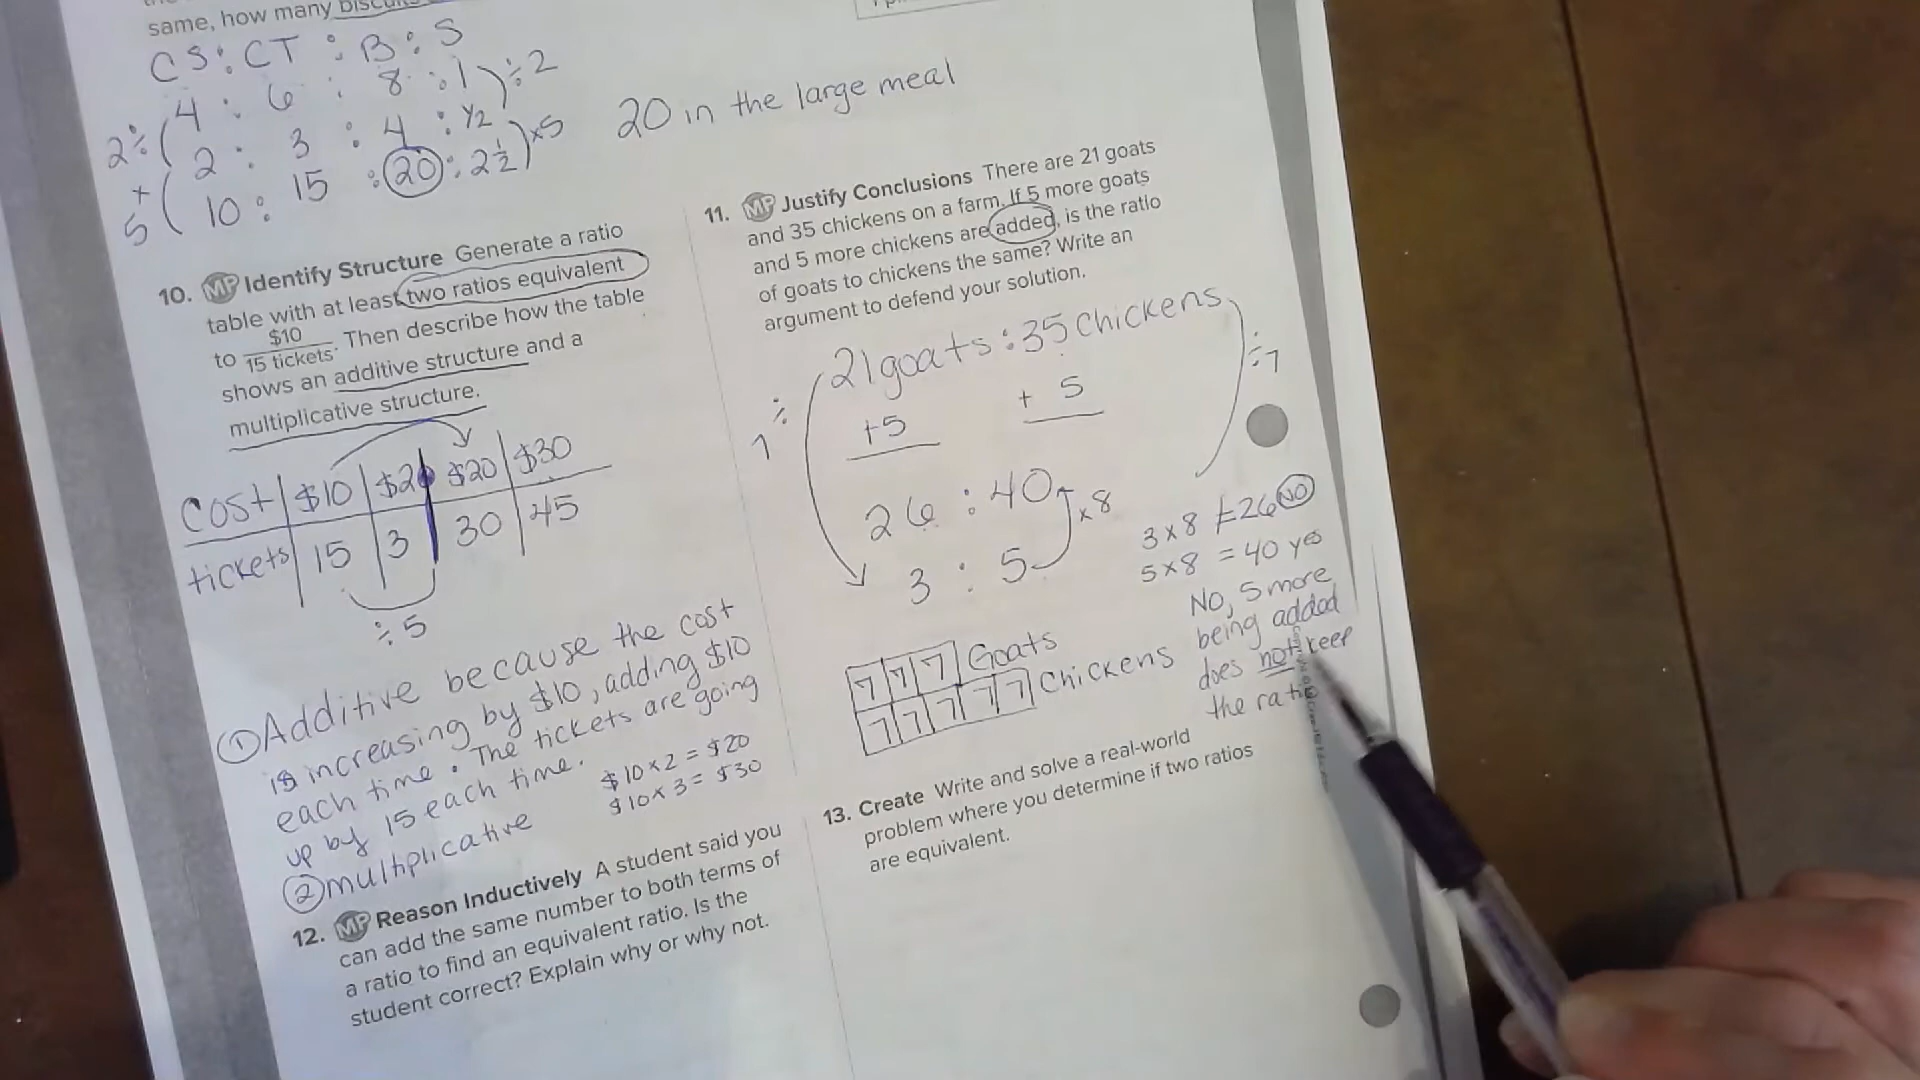 same, how many biscuits
CS : CT : B : S
4 : 6 : 8 : 1 ÷2
2÷ 2 : 3 : 4 : 1/2
×5
+ 10 : 15 : 20 : 2 1/2
5
20 in the large meal
10. MP Identify Structure Generate a ratio
table with at least two ratios equivalent
to $10 / 15 tickets. Then describe how the table
shows an additive structure and a
multiplicative structure.
cost $10 $20 $20 $30
tickets 15 3 30 45
÷5
① Additive because the cost
is increasing by $10, adding $10
each time. The tickets are going
up by 15 each time.
$10 × 2 = $20
$10 × 3 = $30
② multiplicative
12. MP Reason Inductively A student said you
can add the same number to both terms of
a ratio to find an equivalent ratio. Is the
student correct? Explain why or why not.
11. MP Justify Conclusions There are 21 goats
and 35 chickens on a farm. If 5 more goats
and 5 more chickens are added, is the ratio
of goats to chickens the same? Write an
argument to defend your solution.
21 goats : 35 chickens
÷7
7 ÷
+5 + 5
26 : 40
×8
3 : 5
3 × 8 ≠ 26 NO
5 × 8 = 40 yes
No, 5 more
being added
does not keep
the ratio
7 7 7 Goats
7 7 7 7 7 Chickens
13. Create Write and solve a real-world
problem where you determine if two ratios
are equivalent.